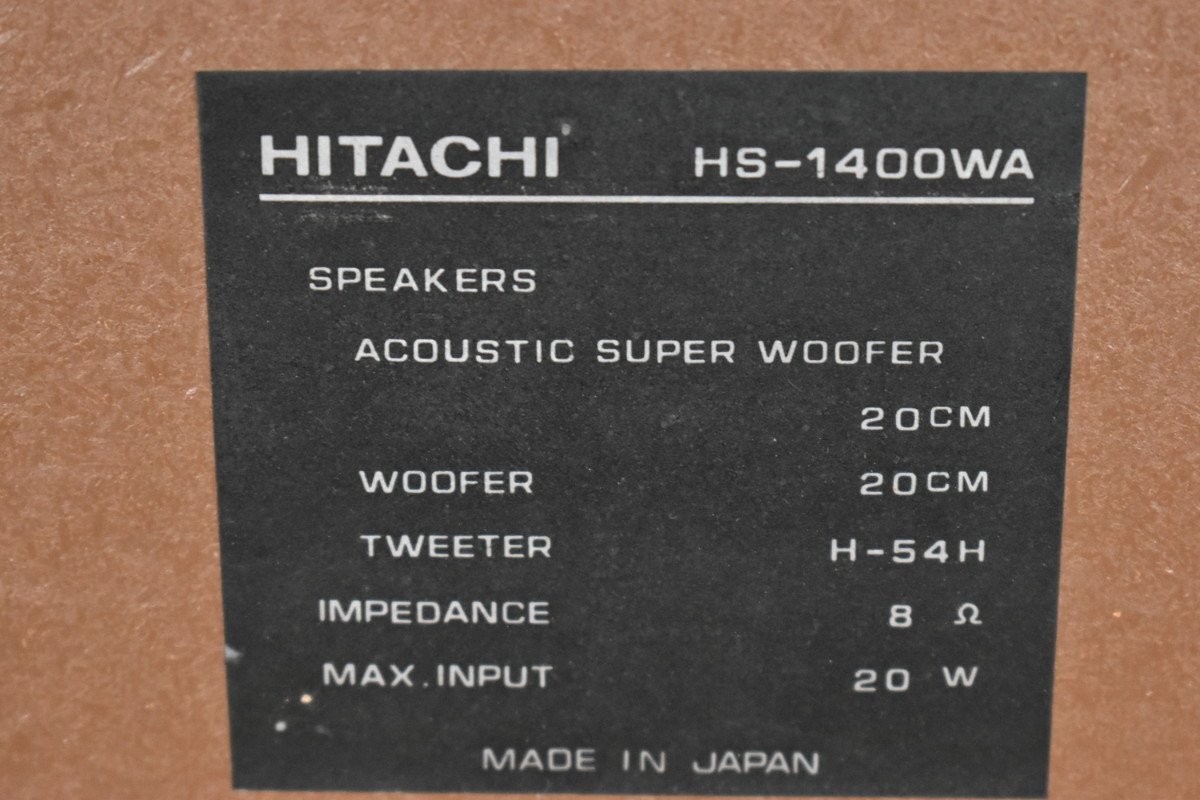 HITACHI HS-1400WA
SPEAKERS
ACOUSTIC SUPER WOOFER
20CM
WOOFER 20CM
TWEETER H-54H
IMPEDANCE 8 Ω
MAX.INPUT 20 W
MADE IN JAPAN